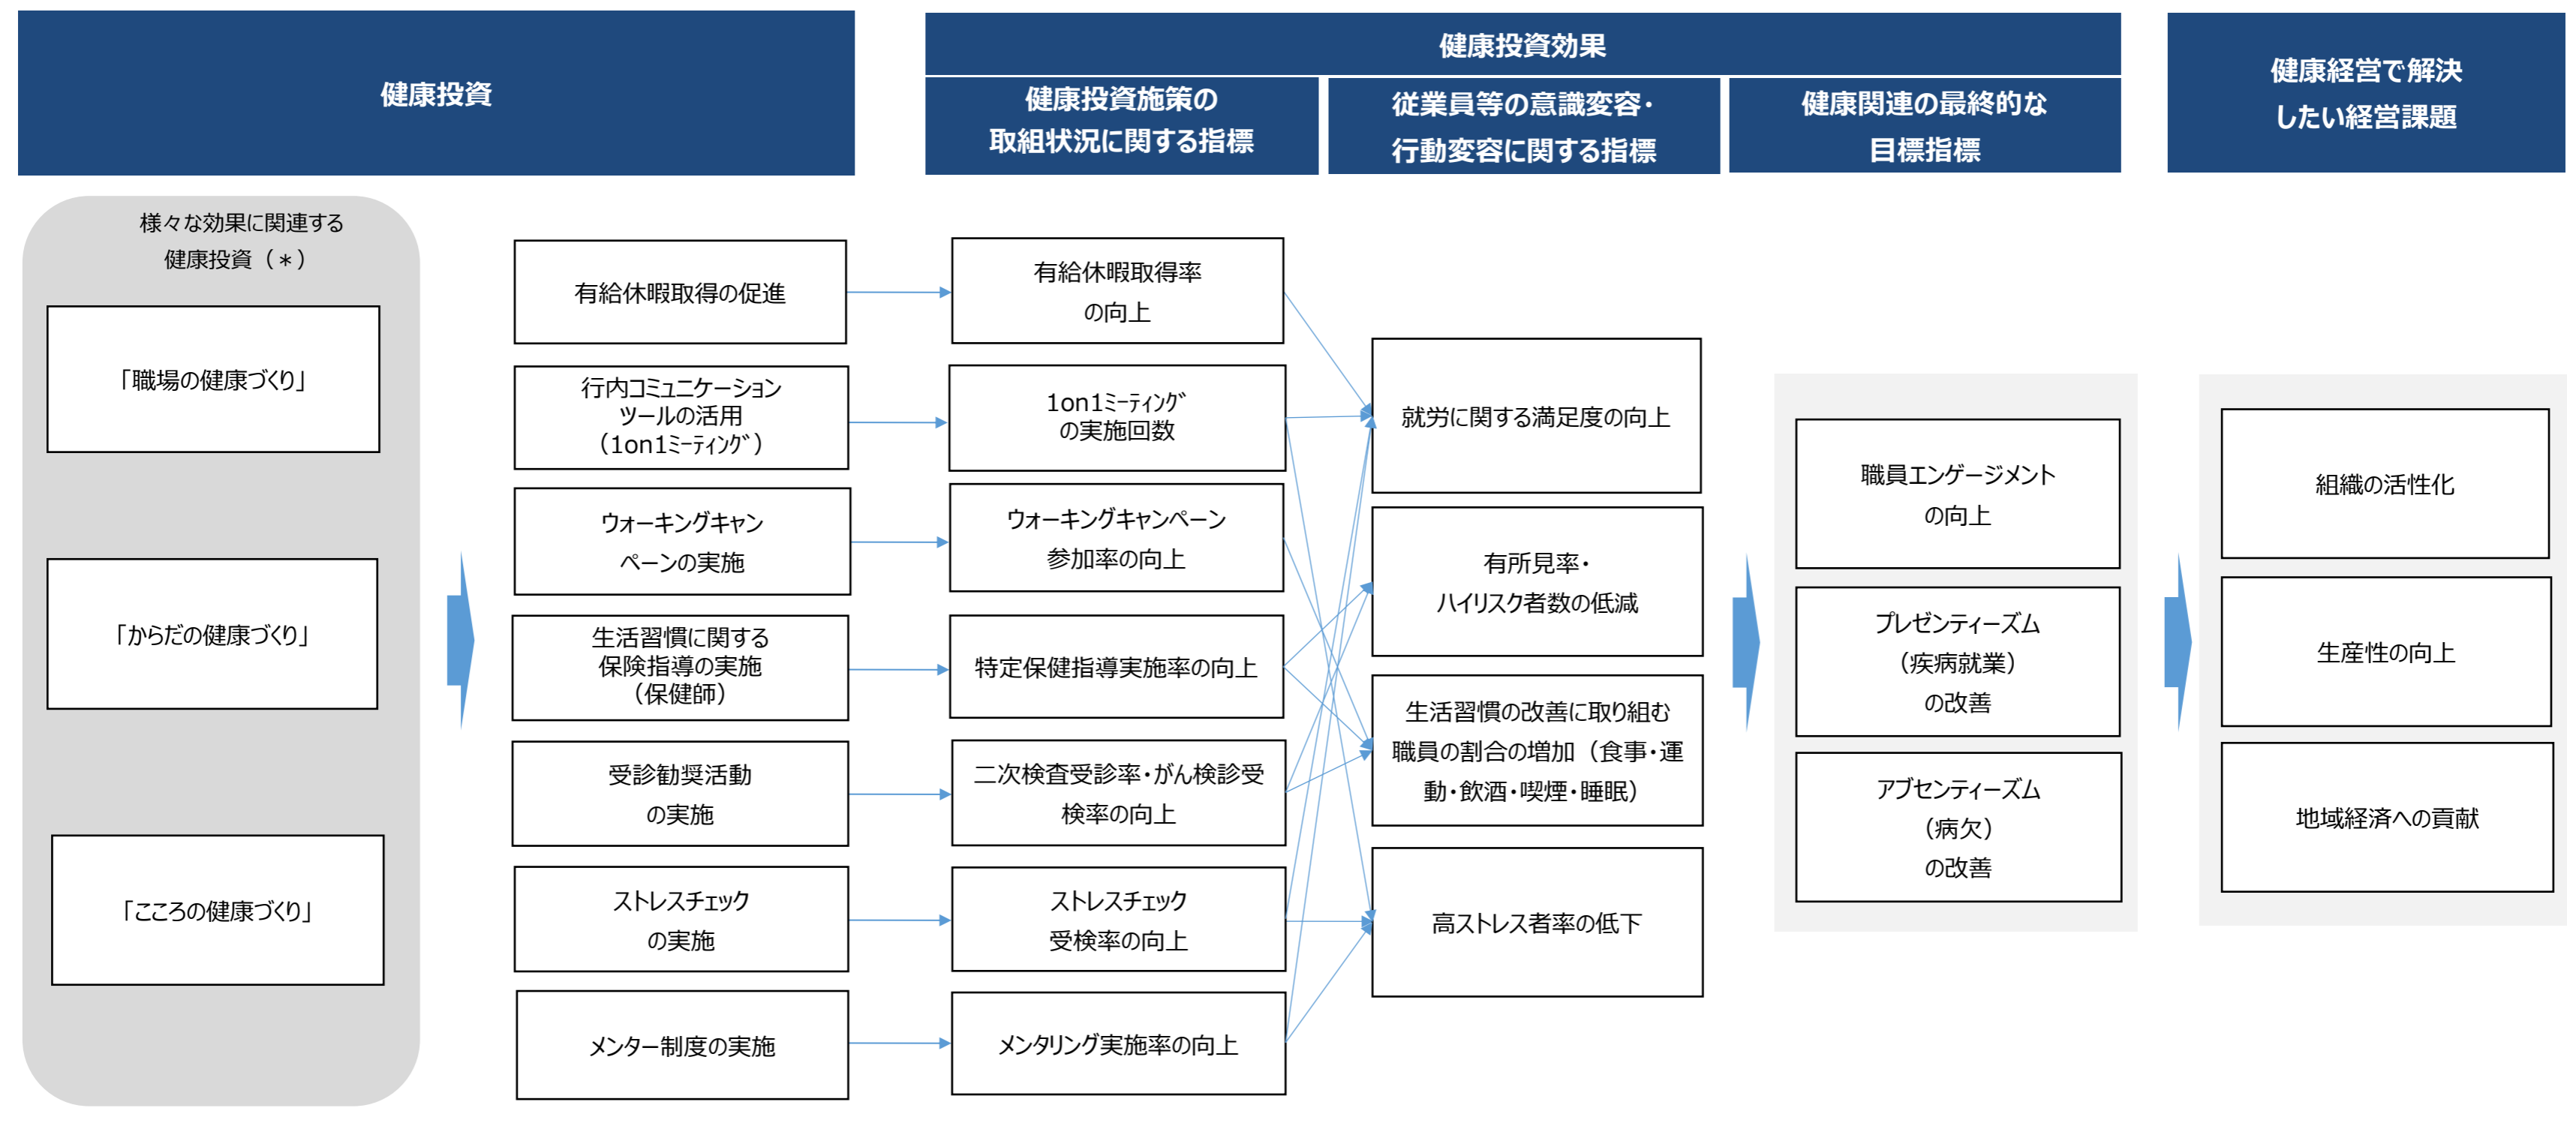 健康投資
健康投資効果
健康投資施策の
取組状況に関する指標
従業員等の意識変容・
行動変容に関する指標
健康関連の最終的な
目標指標
健康経営で解決
したい経営課題
様々な効果に関連する
健康投資（＊）
「職場の健康づくり」
「からだの健康づくり」
「こころの健康づくり」
有給休暇取得の促進
行内コミュニケーション
ツールの活用
（1on1ﾐｰﾃｨﾝｸﾞ）
ウォーキングキャン
ペーンの実施
生活習慣に関する
保険指導の実施
（保健師）
受診勧奨活動
の実施
ストレスチェック
の実施
メンター制度の実施
有給休暇取得率
の向上
1on1ﾐｰﾃｨﾝｸﾞ
の実施回数
ウォーキングキャンペーン
参加率の向上
特定保健指導実施率の向上
二次検査受診率・がん検診受
検率の向上
ストレスチェック
受検率の向上
メンタリング実施率の向上
就労に関する満足度の向上
有所見率・
ハイリスク者数の低減
生活習慣の改善に取り組む
職員の割合の増加（食事・運
動・飲酒・喫煙・睡眠）
高ストレス者率の低下
職員エンゲージメント
の向上
プレゼンティーズム
（疾病就業）
の改善
アブセンティーズム
（病欠）
の改善
組織の活性化
生産性の向上
地域経済への貢献